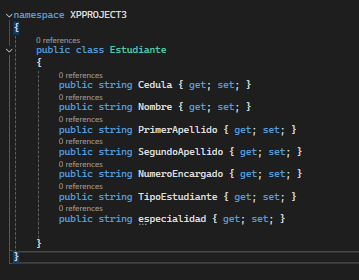 namespace XPPROJECT3
{
0 references
public class Estudiante
{
0 references
public string Cedula { get; set; }
0 references
public string Nombre { get; set; }
0 references
public string PrimerApellido { get; set; }
0 references
public string SegundoApellido { get; set; }
0 references
public string NumeroEncargado { get; set; }
0 references
public string TipoEstudiante { get; set; }
0 references
public string especialidad { get; set; }
}
}